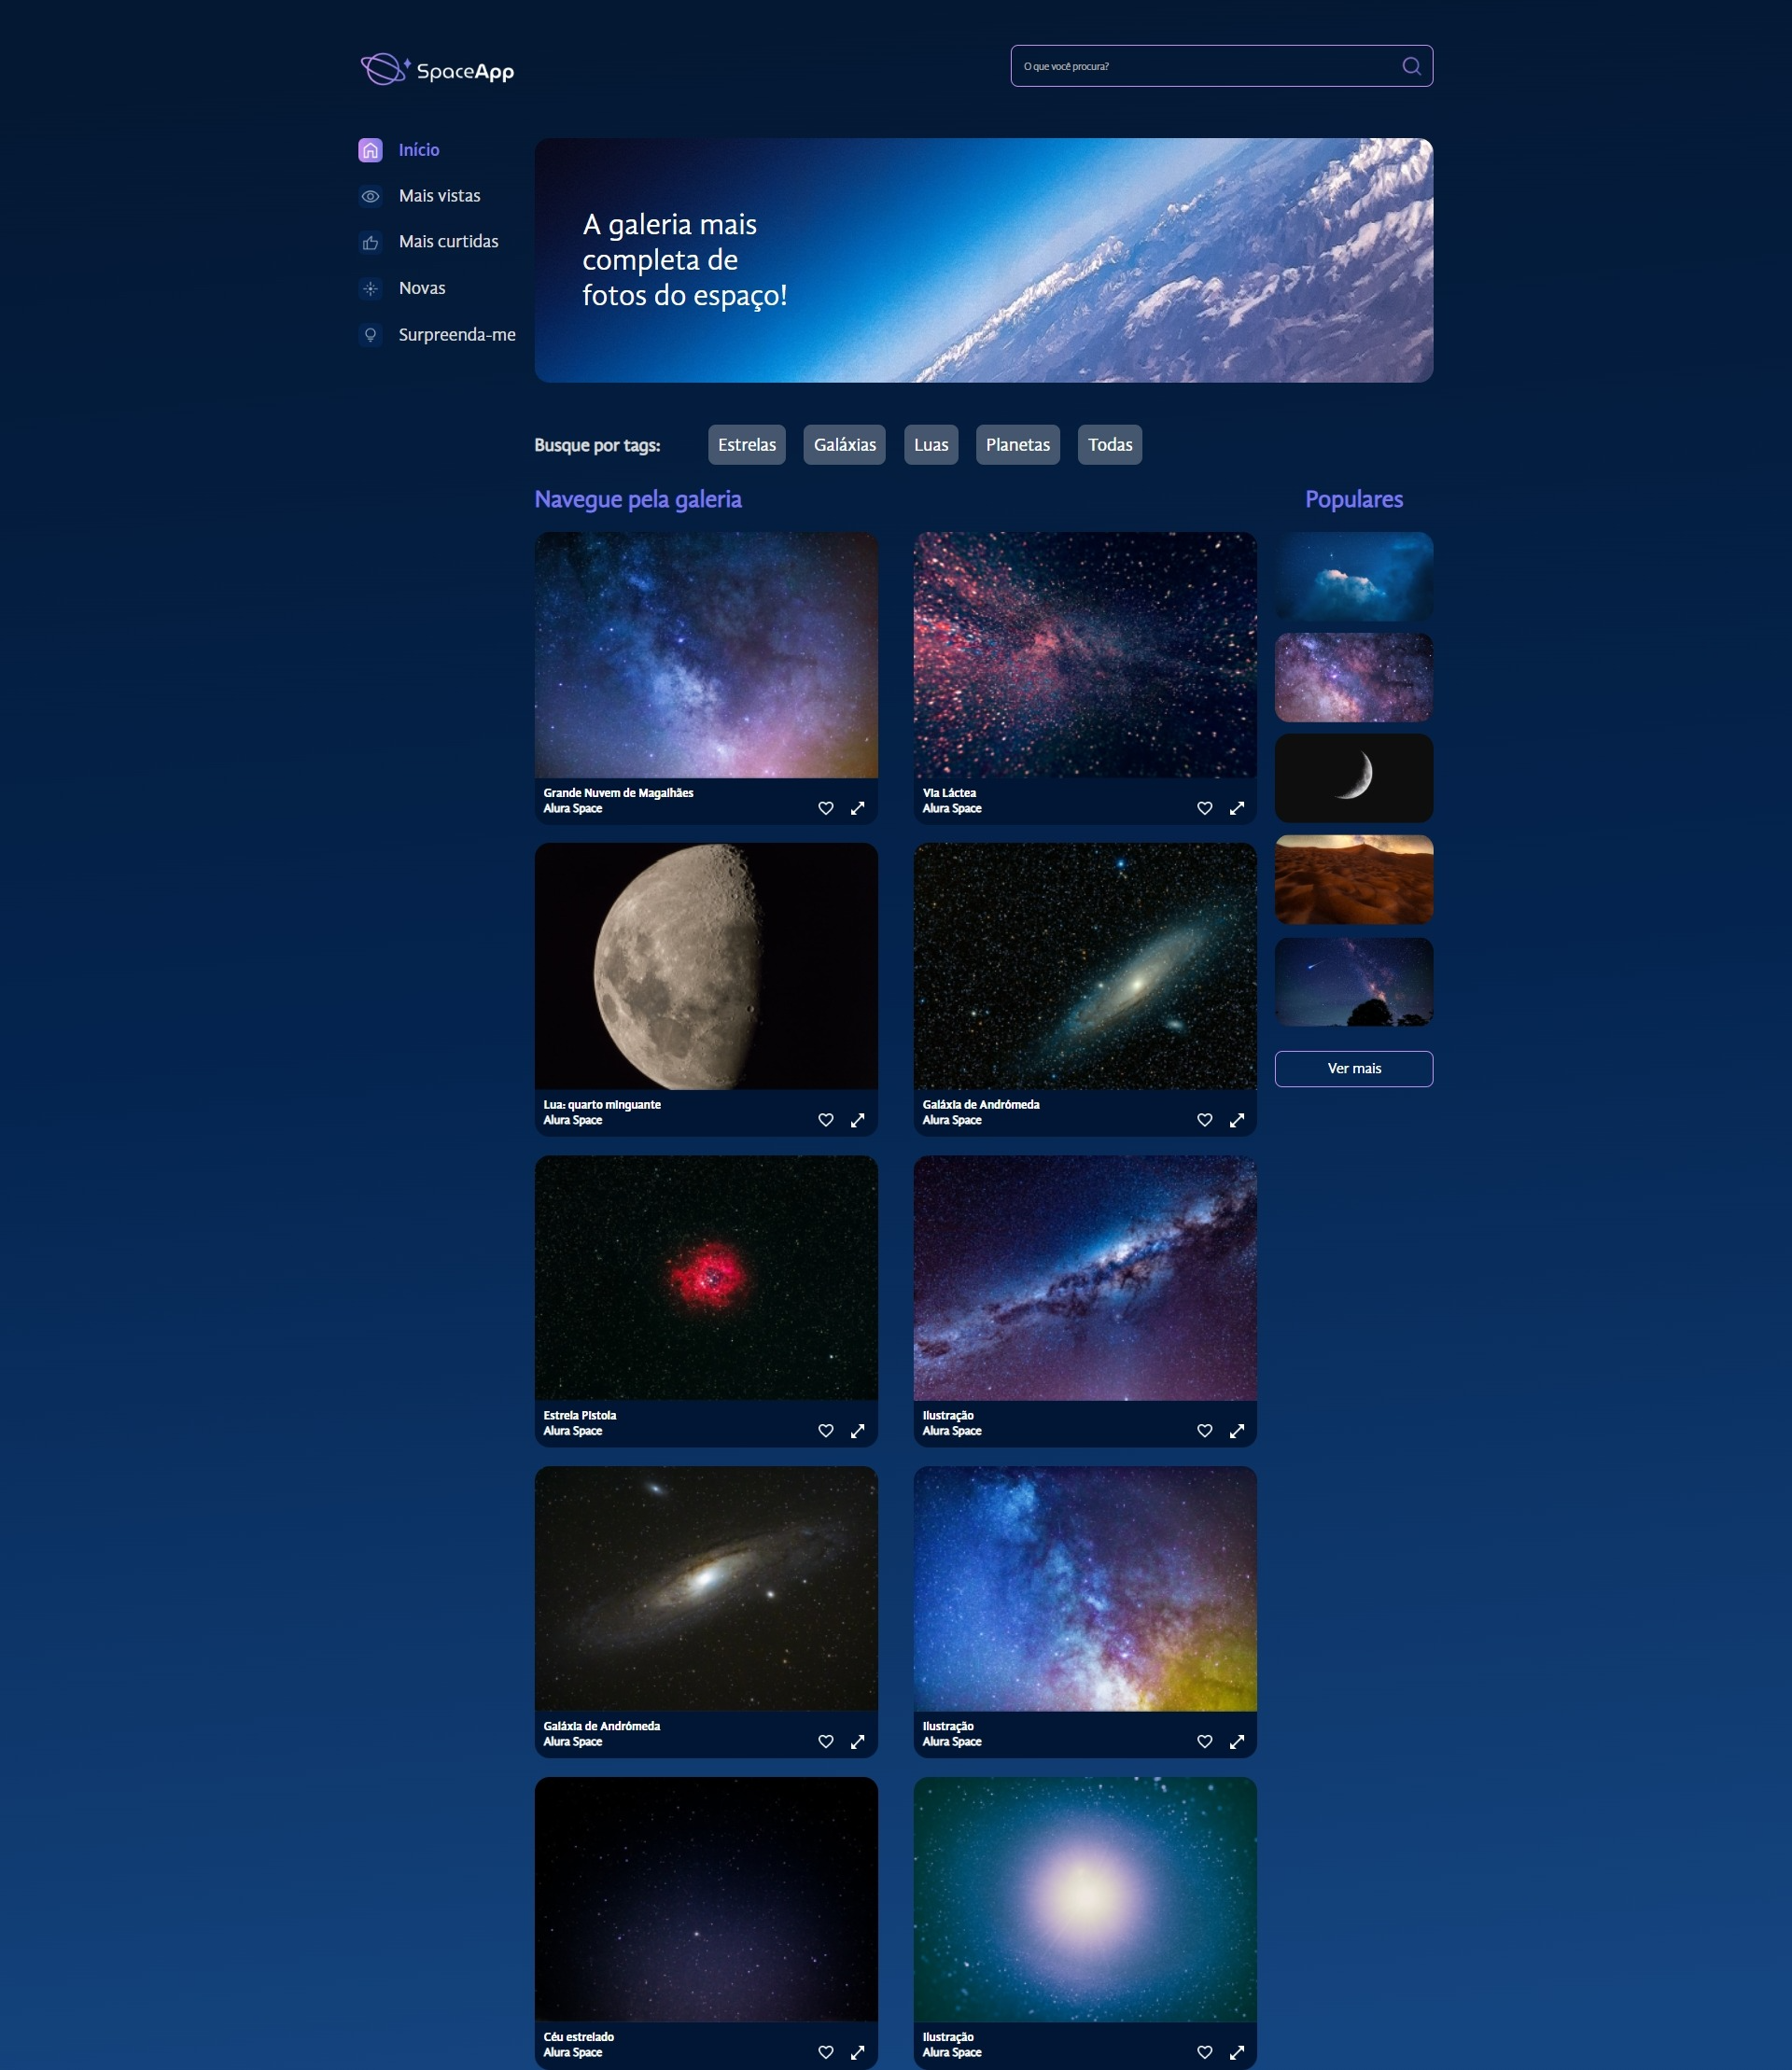 SpaceApp
O que você procura?
Início
Mais vistas
Mais curtidas
Novas
Surpreenda-me
A galeria mais
completa de
fotos do espaço!
Busque por tags:
Estrelas
Galáxias
Luas
Planetas
Todas
Navegue pela galeria
Populares
Grande Nuvem de Magalhães
Alura Space
Via Láctea
Alura Space
Lua: quarto minguante
Alura Space
Galáxia de Andrómeda
Alura Space
Ver mais
Estrela Pistola
Alura Space
Ilustração
Alura Space
Galáxia de Andrómeda
Alura Space
Ilustração
Alura Space
Céu estrelado
Alura Space
Ilustração
Alura Space